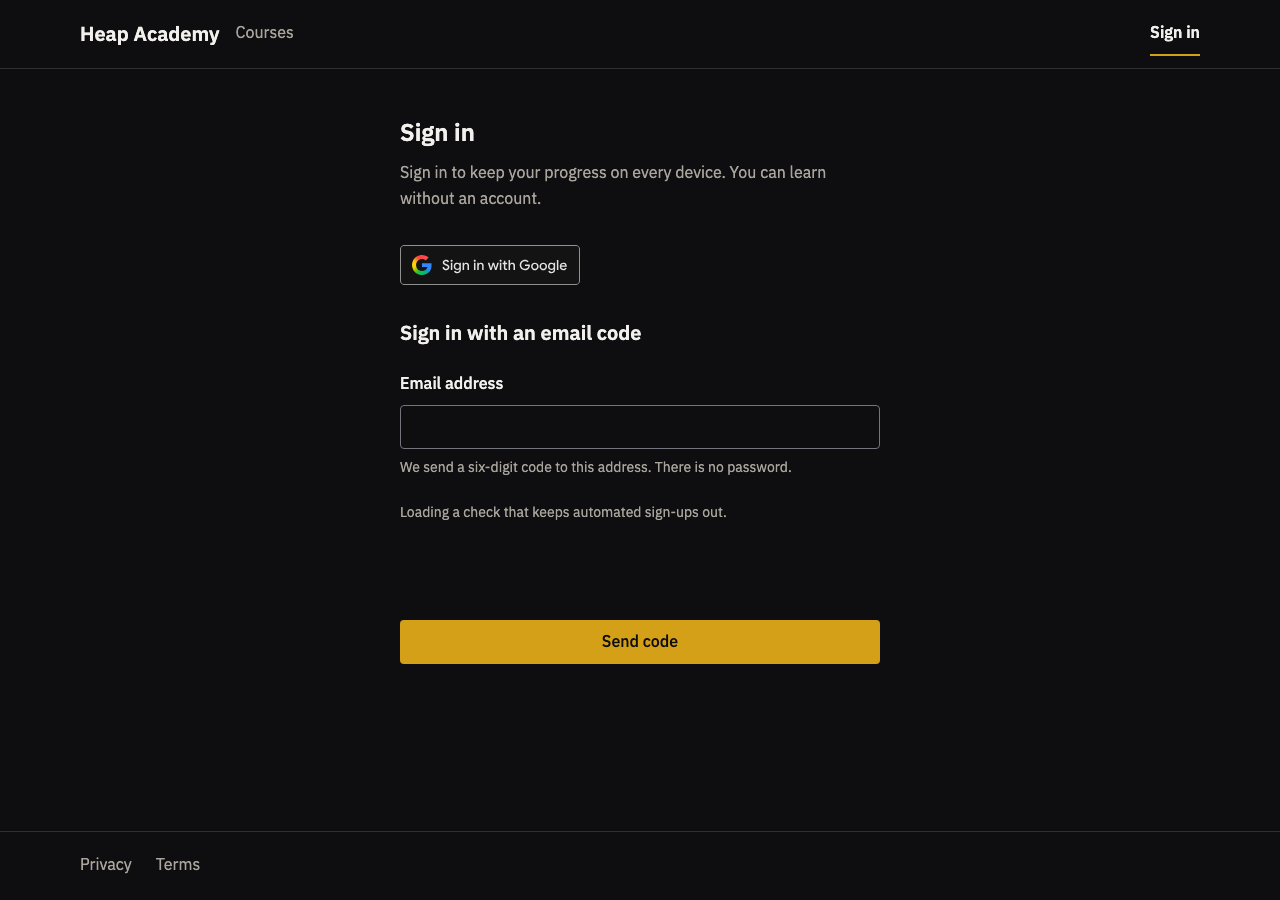 Heap Academy Courses Sign in
Sign in
Sign in to keep your progress on every device. You can learn
without an account.
Sign in with Google
Sign in with an email code
Email address
We send a six-digit code to this address. There is no password.
Loading a check that keeps automated sign-ups out.
Send code
Privacy Terms